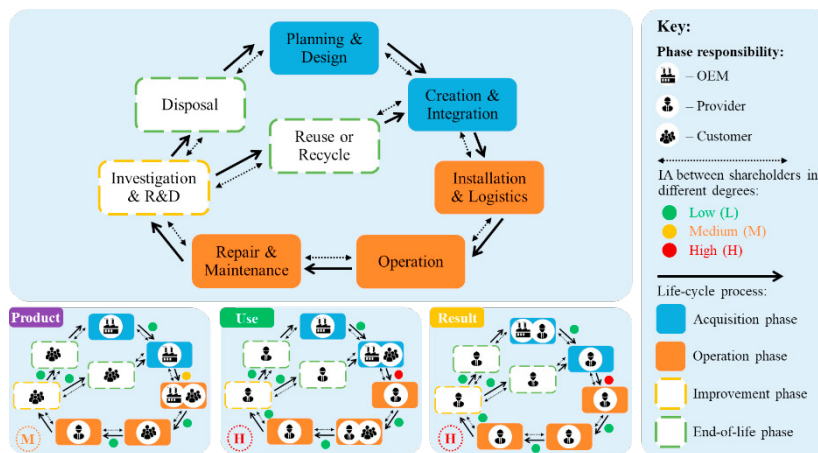 Planning &
Design
Creation &
Integration
Installation
& Logistics
Operation
Repair &
Maintenance
Investigation
& R&D
Disposal
Reuse or
Recycle
Key:
Phase responsibility:
– OEM
– Provider
– Customer
IA between shareholders in
different degrees:
Low (L)
Medium (M)
High (H)
Life-cycle process:
Acquisition phase
Operation phase
Improvement phase
End-of-life phase
Product
M
Use
H
Result
H